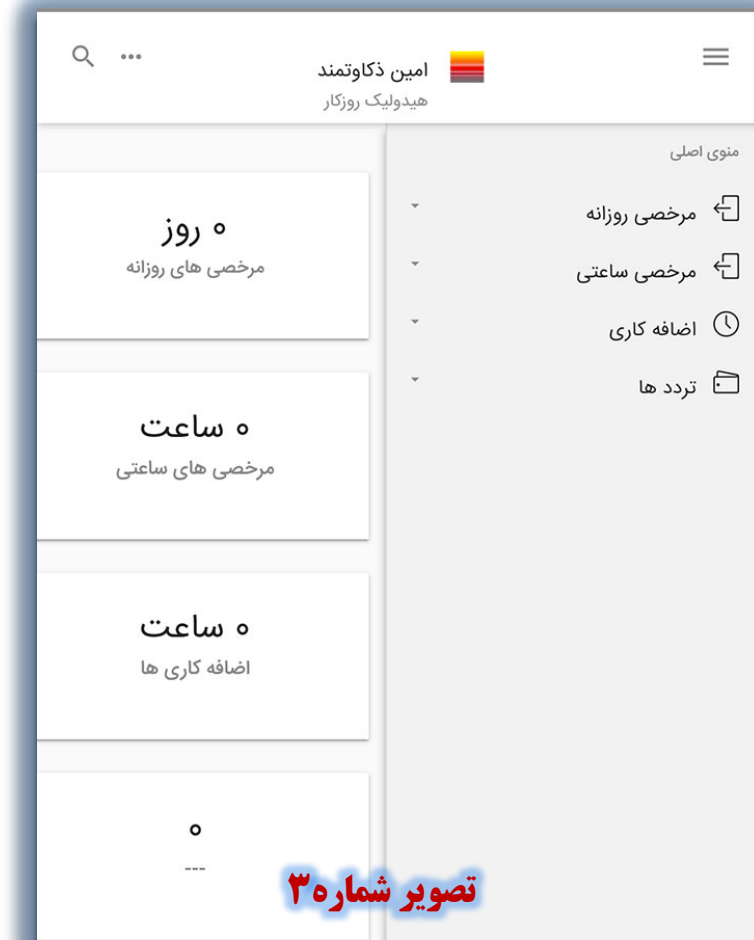 امین ذکاوتمند
هیدولیک روزکار
منوی اصلی
مرخصی روزانه
مرخصی ساعتی
اضافه کاری
تردد ها
۰ روز
مرخصی های روزانه
۰ ساعت
مرخصی های ساعتی
۰ ساعت
اضافه کاری ها
۰
---
تصویر شماره۳